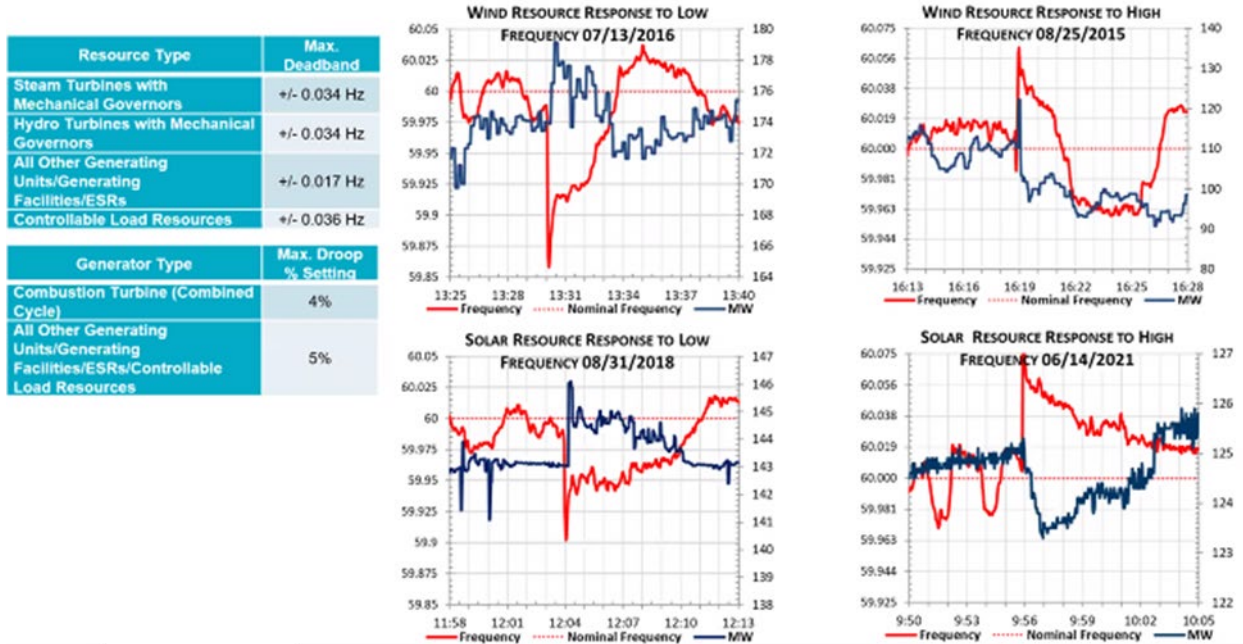 Resource Type
Max.
Deadband
Steam Turbines with
Mechanical Governors
+/- 0.034 Hz
Hydro Turbines with Mechanical
Governors
+/- 0.034 Hz
All Other Generating
Units/Generating
Facilities/ESRs
+/- 0.017 Hz
Controllable Load Resources
+/- 0.036 Hz
Generator Type
Max. Droop
% Setting
Combustion Turbine (Combined
Cycle)
4%
All Other Generating
Units/Generating
Facilities/ESRs/Controllable
Load Resources
5%
WIND RESOURCE RESPONSE TO LOW
FREQUENCY 07/13/2016
60.05
60.025
60
59.975
59.95
59.925
59.9
59.875
59.85
180
178
176
174
172
170
168
166
164
13:25 13:28 13:31 13:34 13:37 13:40
Frequency Nominal Frequency MW
WIND RESOURCE RESPONSE TO HIGH
FREQUENCY 08/25/2015
60.075
60.056
60.038
60.019
60.000
59.981
59.963
59.944
59.925
140
130
120
110
100
90
80
16:13 16:16 16:19 16:22 16:25 16:28
Frequency Nominal Frequency MW
SOLAR RESOURCE RESPONSE TO LOW
FREQUENCY 08/31/2018
60.05
60.025
60
59.975
59.95
59.925
59.9
59.875
59.85
147
146
145
144
143
142
141
140
139
138
11:58 12:01 12:04 12:07 12:10 12:13
Frequency Nominal Frequency MW
SOLAR RESOURCE RESPONSE TO HIGH
FREQUENCY 06/14/2021
60.075
60.056
60.038
60.019
60.000
59.981
59.963
59.944
59.925
127
126
125
124
123
122
9:50 9:53 9:56 9:59 10:02 10:05
Frequency Nominal Frequency MW